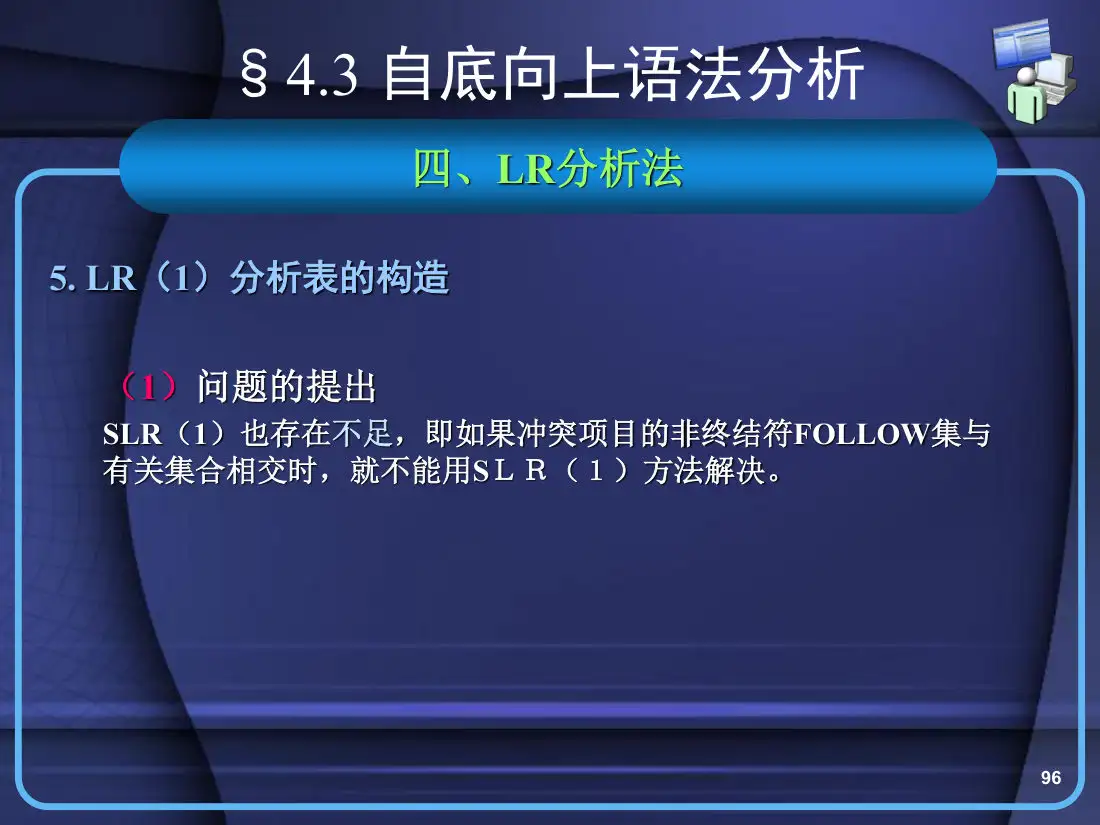 §4.3 自底向上语法分析
四、LR分析法
5. LR（1）分析表的构造
（1）问题的提出
SLR（1）也存在不足，即如果冲突项目的非终结符FOLLOW集与
有关集合相交时，就不能用SＬＲ（１）方法解决。
96